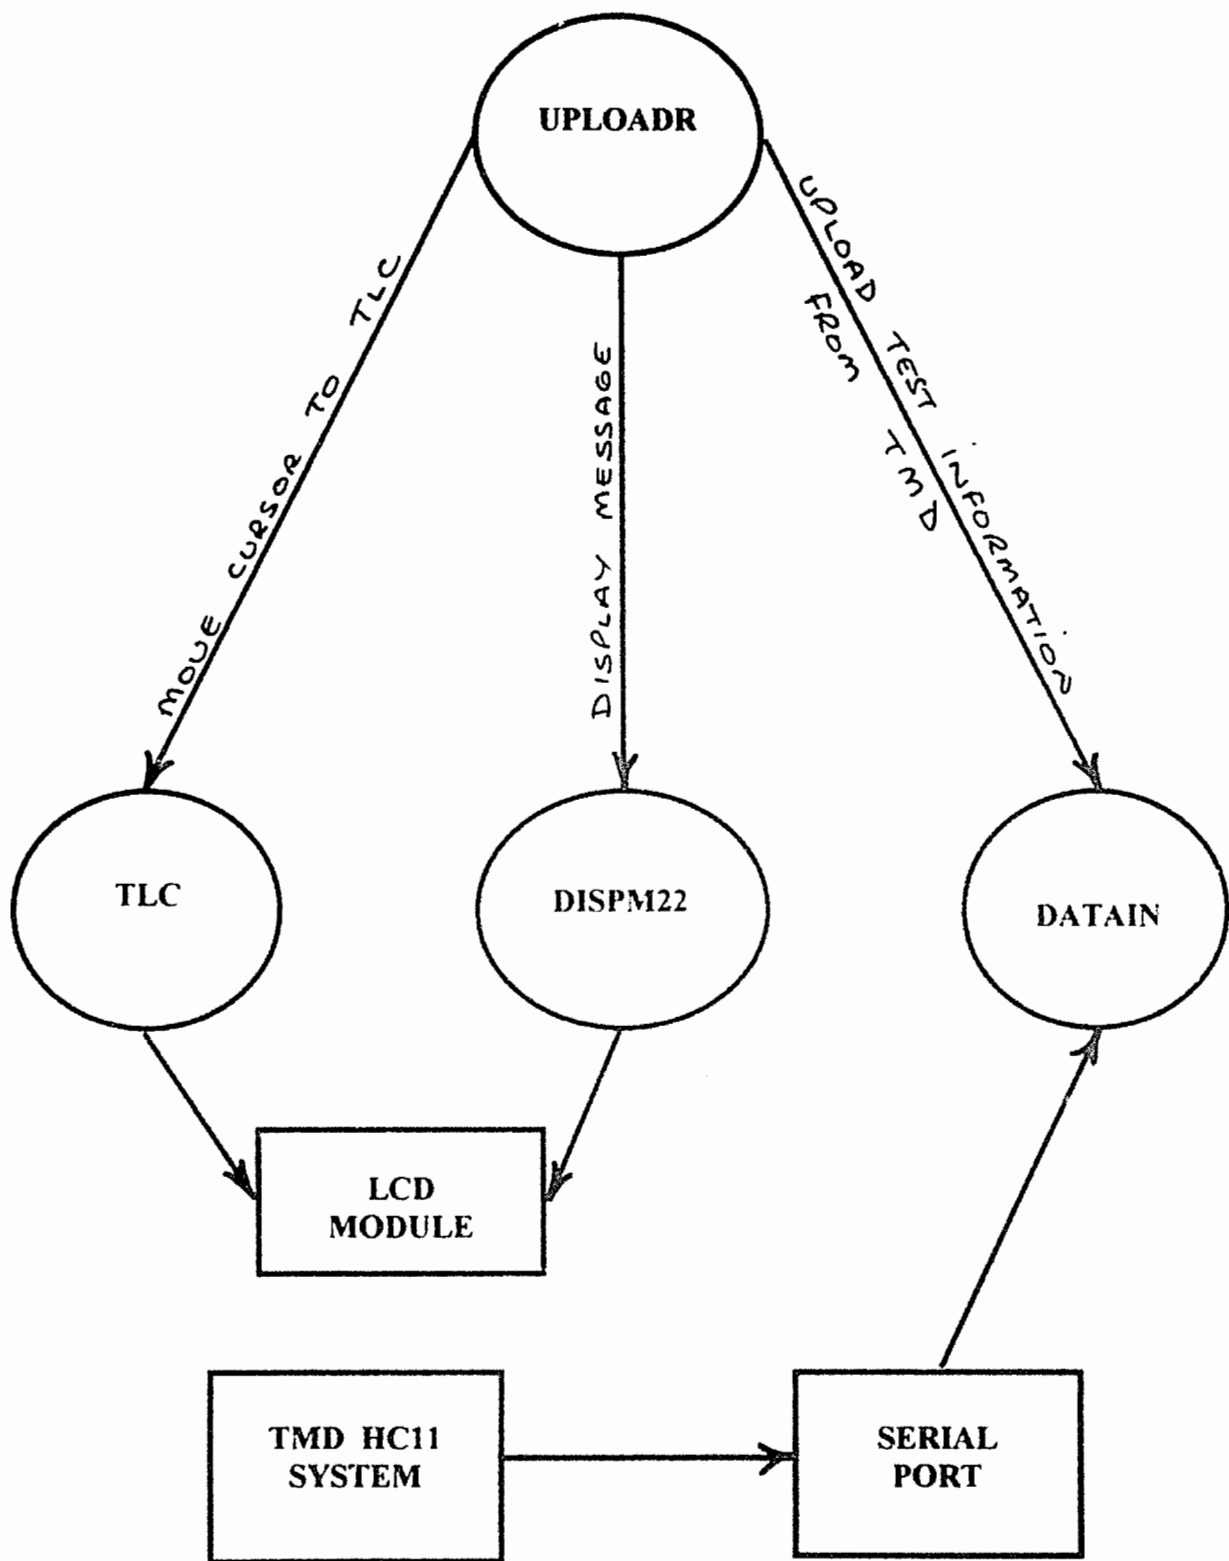 UPLOADR
MOVE CURSOR TO TLC
DISPLAY MESSAGE
UPLOAD TEST INFORMATION
FROM TMD
TLC
DISPM22
DATAIN
LCD
MODULE
TMD HC11
SYSTEM
SERIAL
PORT